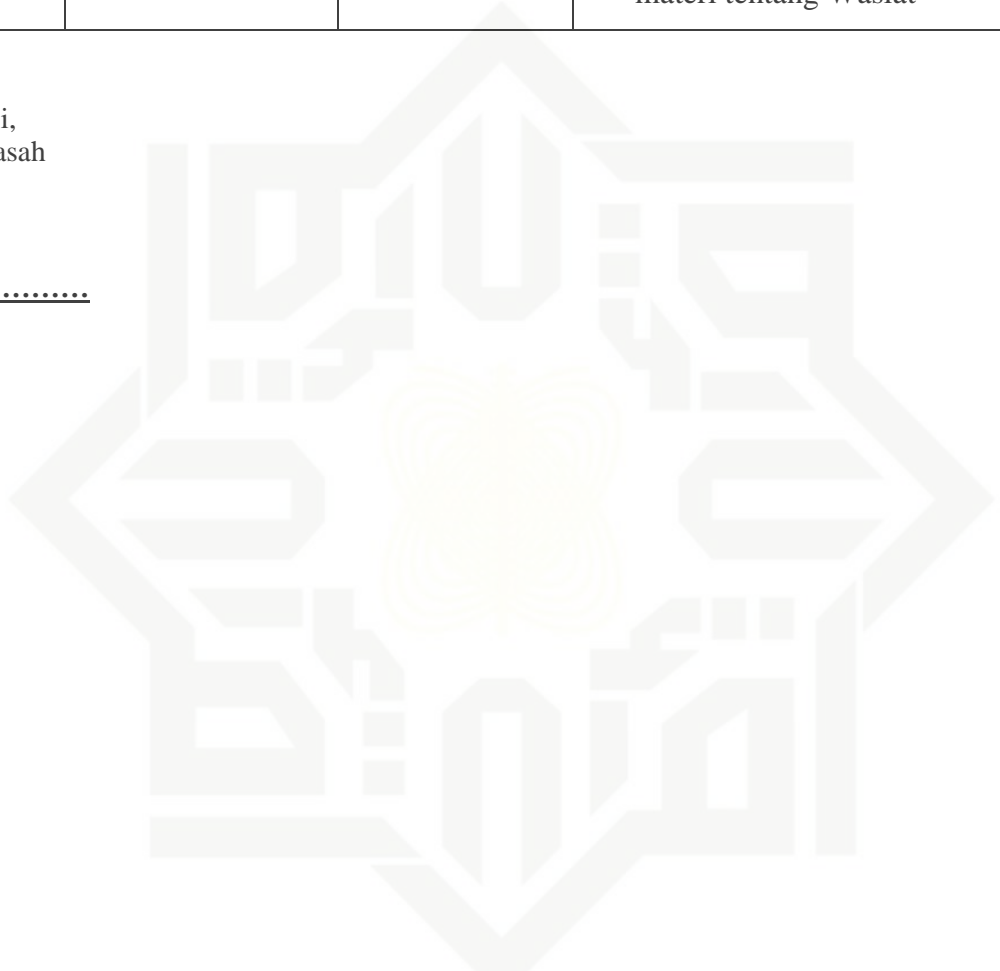 materi tentang Wasiat
i,
asah
.........